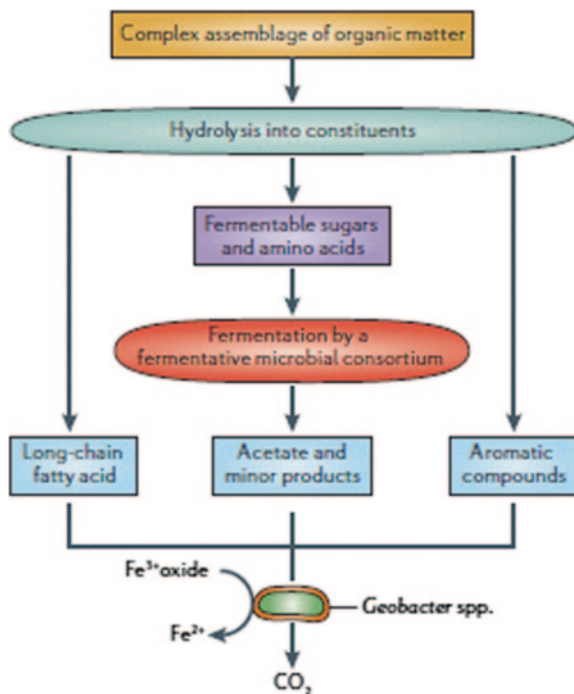 Complex assemblage of organic matter
Hydrolysis into constituents
Fermentable sugars
and amino acids
Fermentation by a
fermentative microbial consortium
Long-chain
fatty acid
Acetate and
minor products
Aromatic
compounds
Fe³⁺oxide
Geobacter spp.
Fe²⁺
CO₂